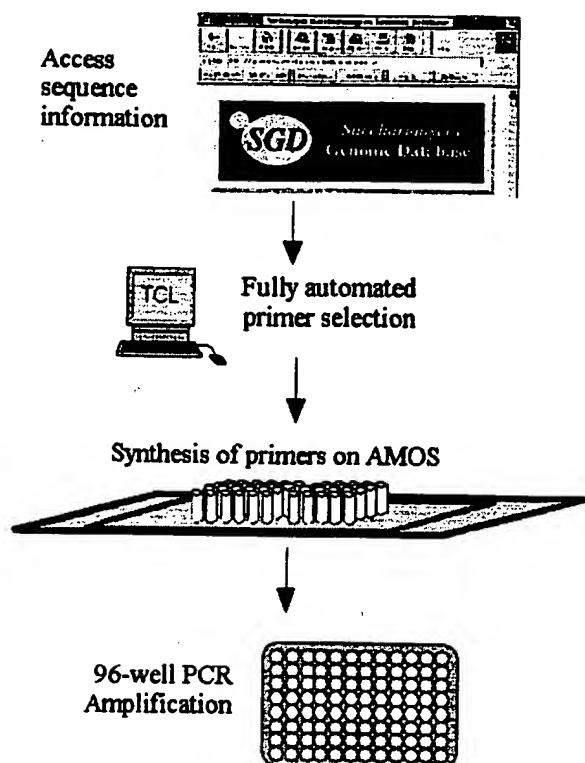 Access
sequence
information
SGD
Saccharomyces
Genomic Database
TCL
Fully automated
primer selection
Synthesis of primers on AMOS
96-well PCR
Amplification